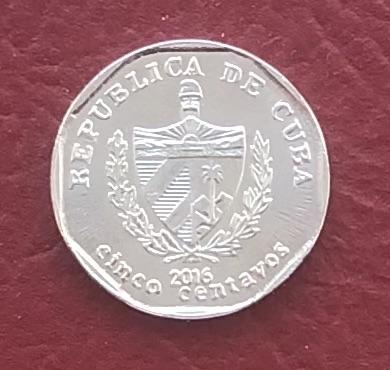 REPUBLICA DE CUBA
2016
cinco centavos